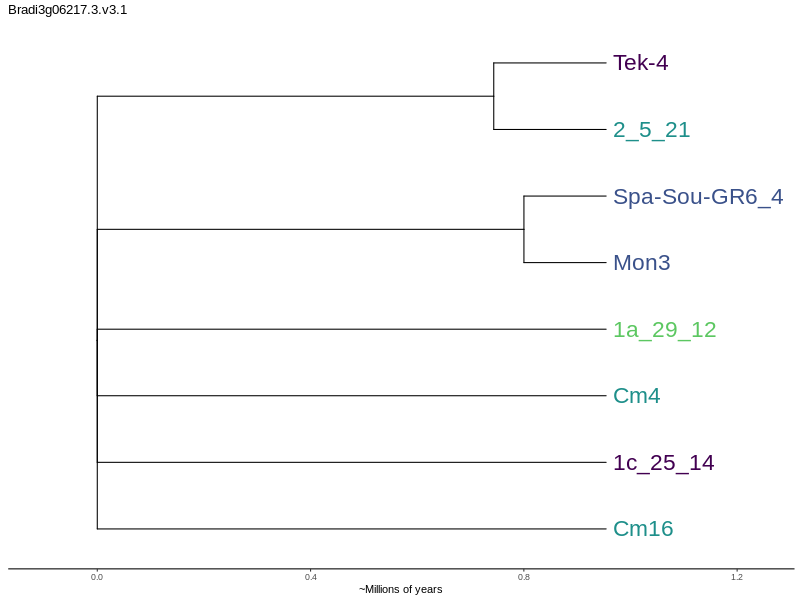 Bradi3g06217.3.v3.1
Tek-4
2_5_21
Spa-Sou-GR6_4
Mon3
1a_29_12
Cm4
1c_25_14
Cm16
0.0 0.4 0.8 1.2
~Millions of years